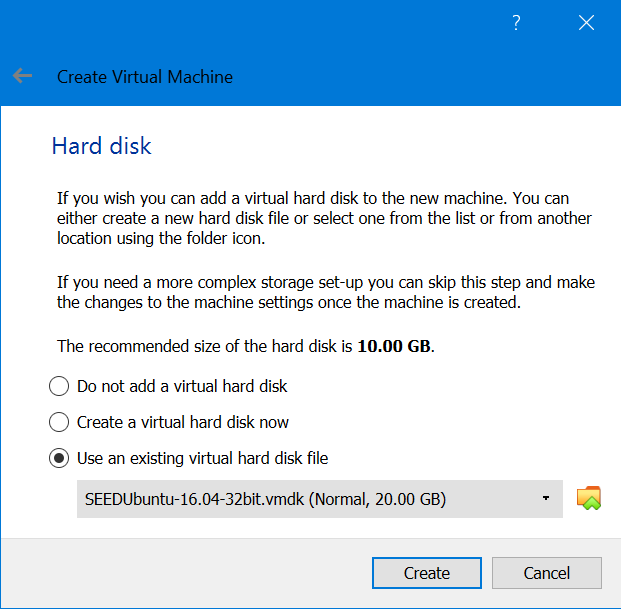 ?
Create Virtual Machine
Hard disk
If you wish you can add a virtual hard disk to the new machine. You can
either create a new hard disk file or select one from the list or from another
location using the folder icon.
If you need a more complex storage set-up you can skip this step and make
the changes to the machine settings once the machine is created.
The recommended size of the hard disk is 10.00 GB.
Do not add a virtual hard disk
Create a virtual hard disk now
Use an existing virtual hard disk file
SEEDUbuntu-16.04-32bit.vmdk (Normal, 20.00 GB)
Create
Cancel